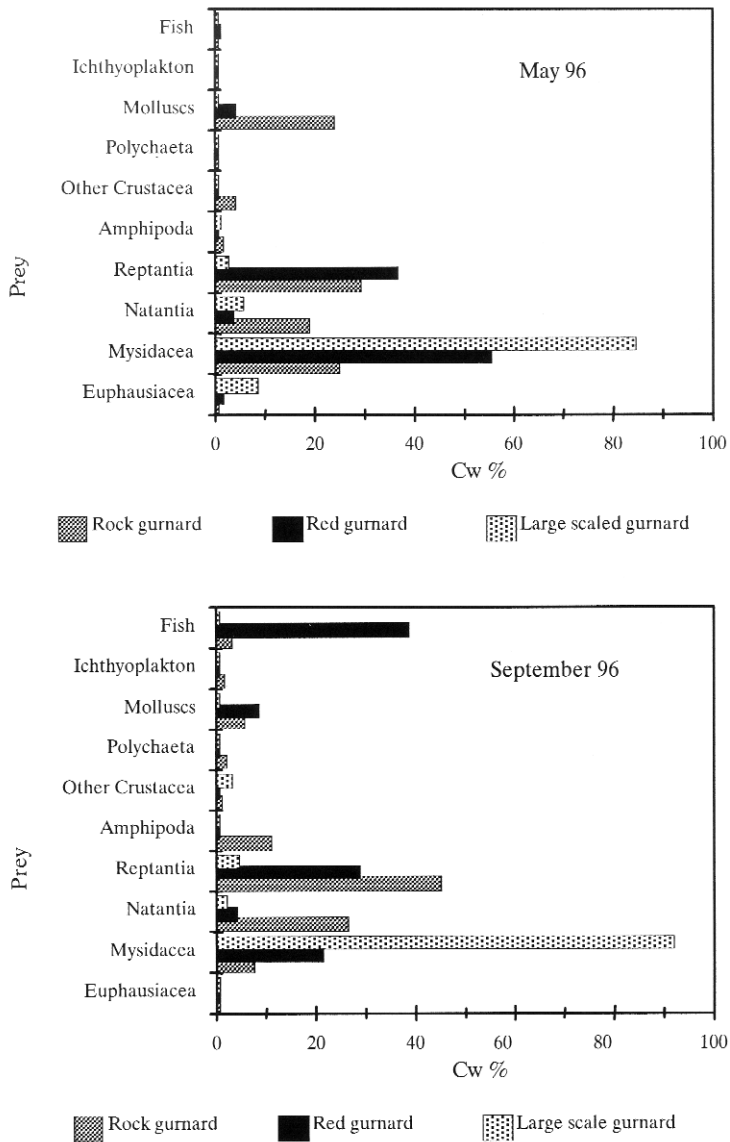 Fish
May 96
Ichthyoplakton
Molluscs
Polychaeta
Other Crustacea
Amphipoda
Prey
Reptantia
Natantia
Mysidacea
Euphausiacea
0 20 40 60 80 100
Cw %
Rock gurnard Red gurnard Large scaled gurnard
Fish
September 96
Ichthyoplakton
Molluscs
Polychaeta
Other Crustacea
Amphipoda
Prey
Reptantia
Natantia
Mysidacea
Euphausiacea
0 20 40 60 80 100
Cw %
Rock gurnard Red gurnard Large scale gurnard